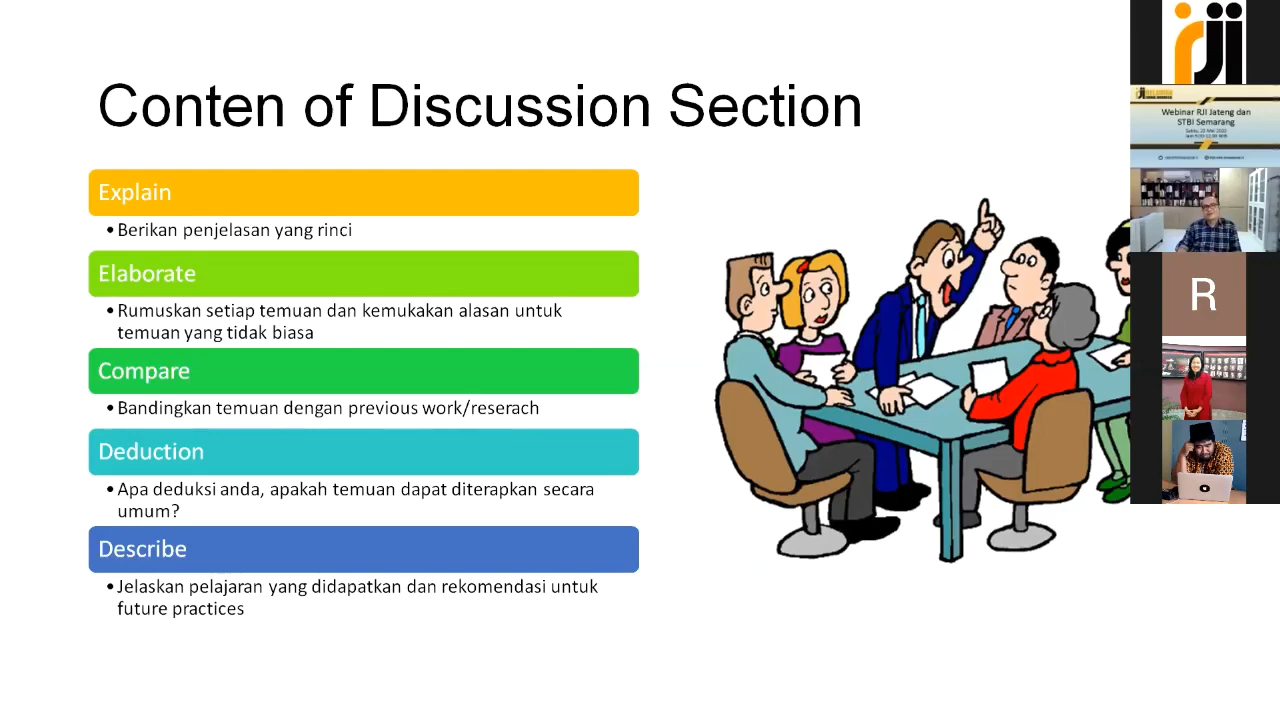 Conten of Discussion Section
Explain
• Berikan penjelasan yang rinci
Elaborate
• Rumuskan setiap temuan dan kemukakan alasan untuk
temuan yang tidak biasa
Compare
• Bandingkan temuan dengan previous work/reserach
Deduction
• Apa deduksi anda, apakah temuan dapat diterapkan secara
umum?
Describe
• Jelaskan pelajaran yang didapatkan dan rekomendasi untuk
future practices
rji
Webinar RJI Jateng dan
STBI Semarang
R